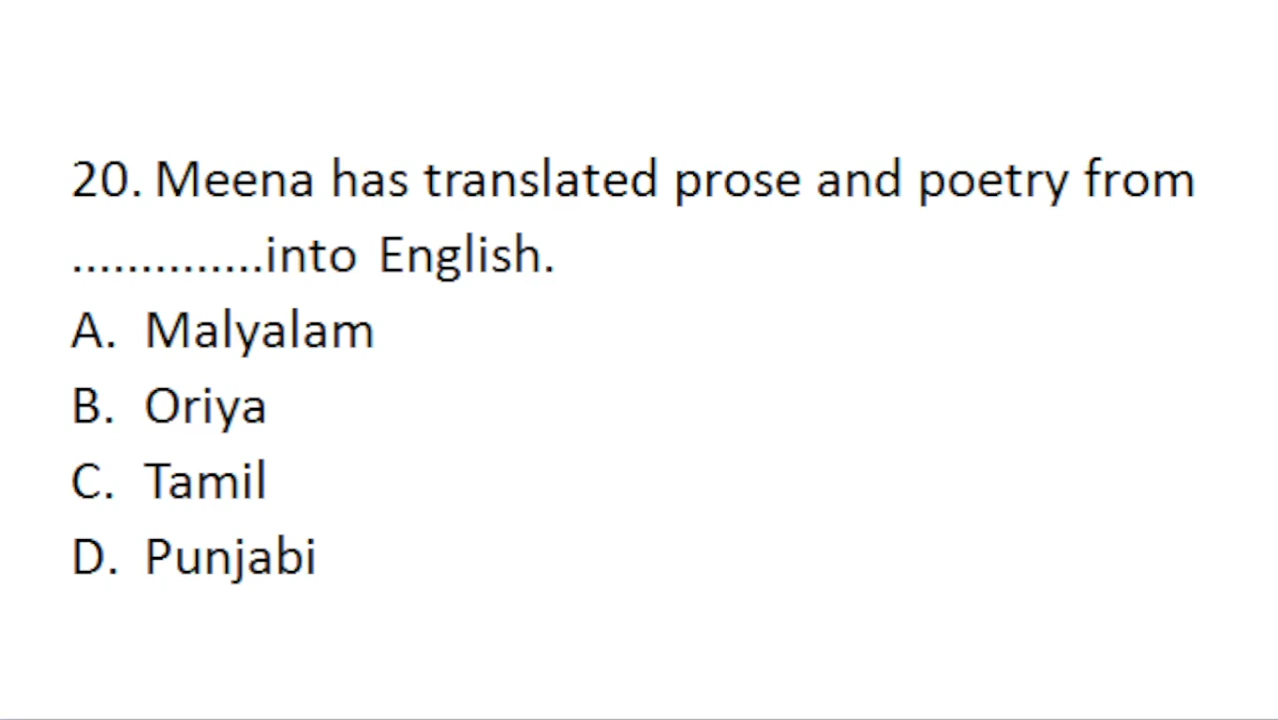 20. Meena has translated prose and poetry from
..............into English.
A. Malyalam
B. Oriya
C. Tamil
D. Punjabi